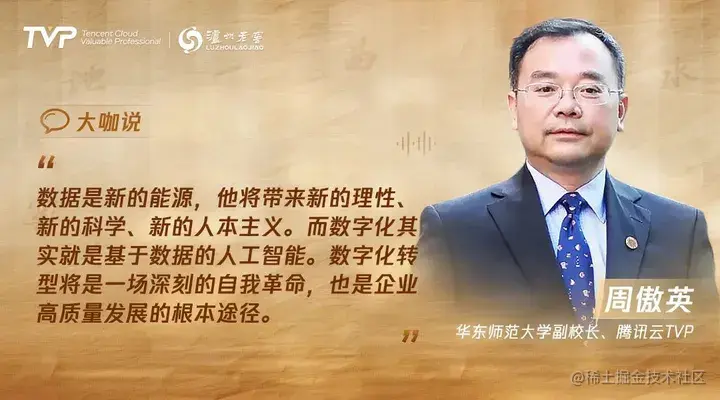 TVP
Tencent Cloud
Valuable Professional
泸州老窖
LUZHOULAOJIAO
大咖说
“
数据是新的能源，他将带来新的理性、
新的科学、新的人本主义。而数字化其
实就是基于数据的人工智能。数字化转
型将是一场深刻的自我革命，也是企业
高质量发展的根本途径。
”
周傲英
华东师范大学副校长、腾讯云TVP
@稀土掘金技术社区